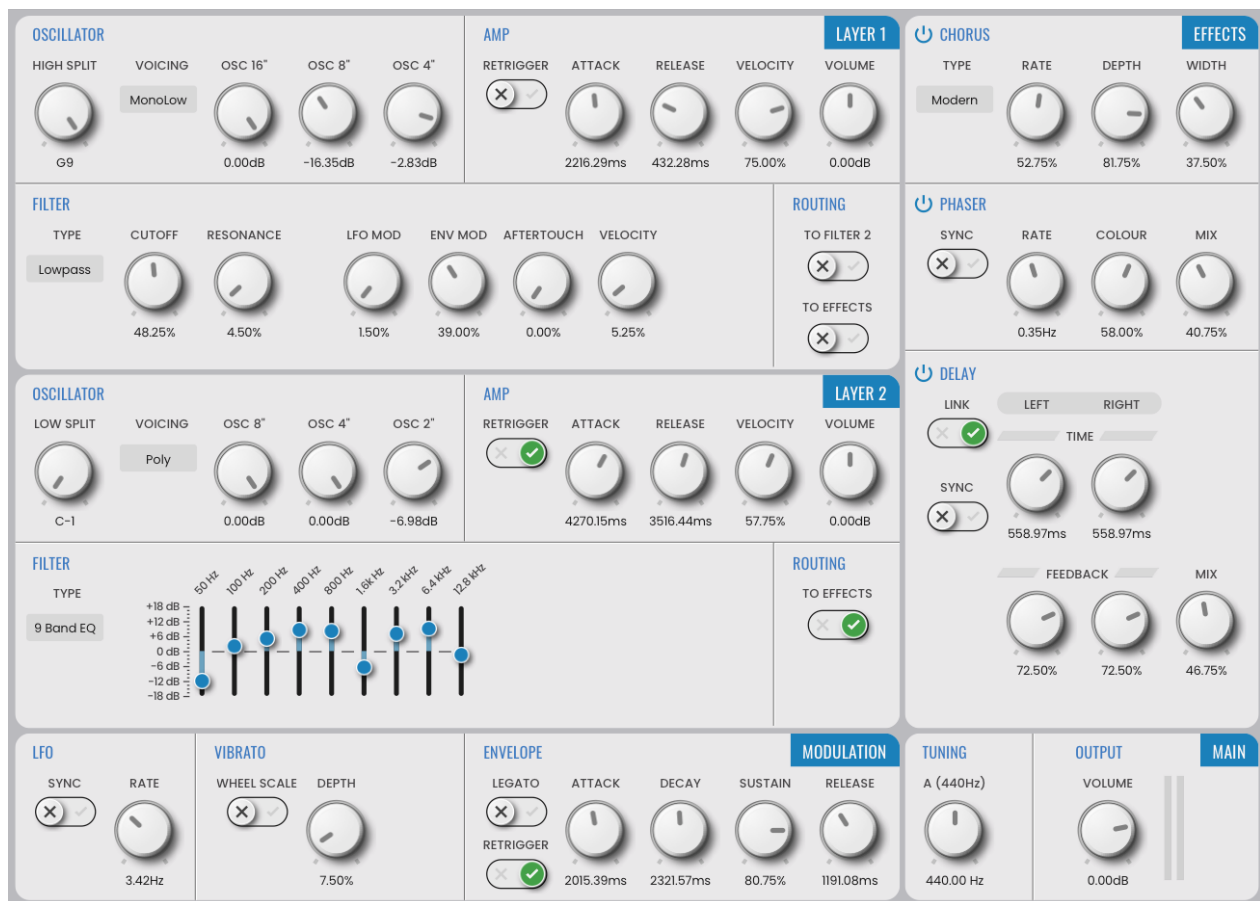 OSCILLATOR
HIGH SPLIT VOICING OSC 16" OSC 8" OSC 4"
MonoLow
G9 0.00dB -16.35dB -2.83dB
AMP LAYER 1
RETRIGGER ATTACK RELEASE VELOCITY VOLUME
2216.29ms 432.28ms 75.00% 0.00dB
FILTER
TYPE CUTOFF RESONANCE LFO MOD ENV MOD AFTERTOUCH VELOCITY
Lowpass
48.25% 4.50% 1.50% 39.00% 0.00% 5.25%
ROUTING
TO FILTER 2
TO EFFECTS
OSCILLATOR
LOW SPLIT VOICING OSC 8" OSC 4" OSC 2"
Poly
C-1 0.00dB 0.00dB -6.98dB
AMP LAYER 2
RETRIGGER ATTACK RELEASE VELOCITY VOLUME
4270.15ms 3516.44ms 57.75% 0.00dB
FILTER
TYPE
9 Band EQ
50 Hz 100 Hz 200 Hz 400 Hz 800 Hz 1.6k Hz 3.2 kHz 6.4 kHz 12.8 kHz
+18 dB
+12 dB
+6 dB
0 dB
-6 dB
-12 dB
-18 dB
ROUTING
TO EFFECTS
CHORUS EFFECTS
TYPE RATE DEPTH WIDTH
Modern
52.75% 81.75% 37.50%
PHASER
SYNC RATE COLOUR MIX
0.35Hz 58.00% 40.75%
DELAY
LINK LEFT RIGHT
TIME
SYNC
558.97ms 558.97ms
FEEDBACK MIX
72.50% 72.50% 46.75%
LFO
SYNC RATE
3.42Hz
VIBRATO
WHEEL SCALE DEPTH
7.50%
ENVELOPE MODULATION
LEGATO ATTACK DECAY SUSTAIN RELEASE
RETRIGGER
2015.39ms 2321.57ms 80.75% 1191.08ms
TUNING
A (440Hz)
440.00 Hz
OUTPUT MAIN
VOLUME
0.00dB